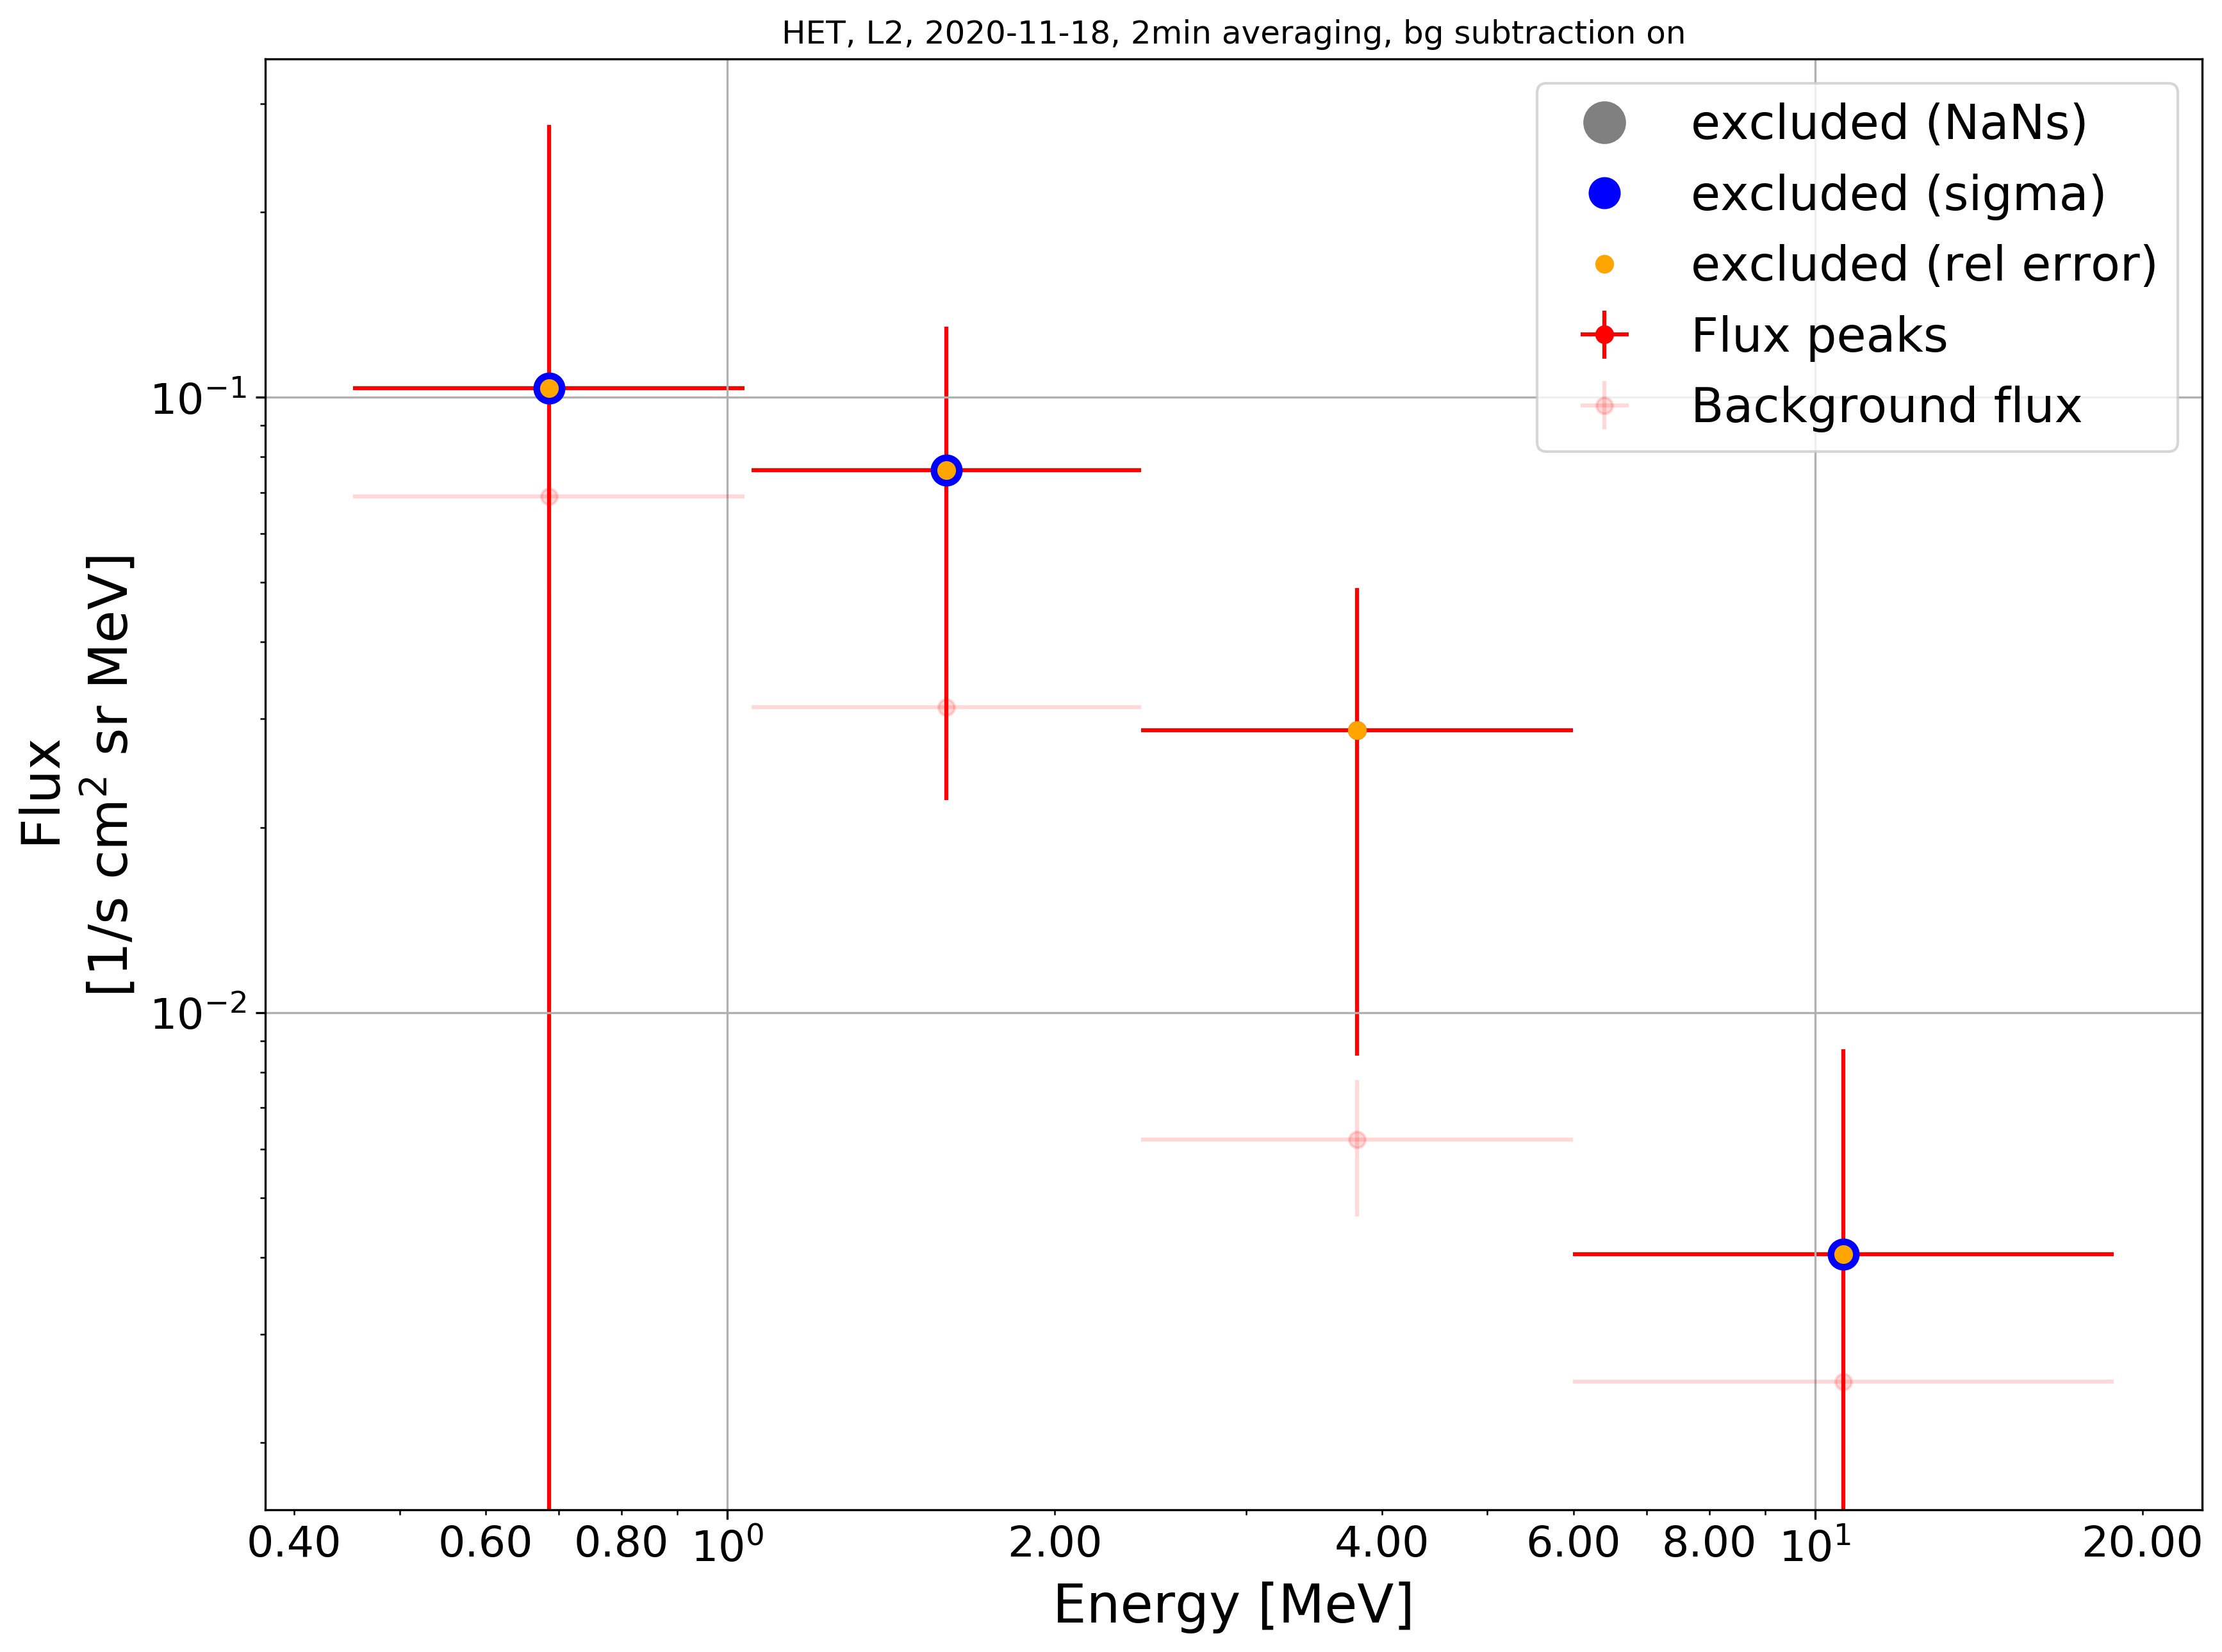 HET, L2, 2020-11-18, 2min averaging, bg subtraction on
excluded (NaNs)
excluded (sigma)
excluded (rel error)
Flux peaks
Background flux
Flux
[1/s cm² sr MeV]
10⁻¹
10⁻²
0.40 0.60 0.80 10⁰ 2.00 4.00 6.00 8.00 10¹ 20.00
Energy [MeV]